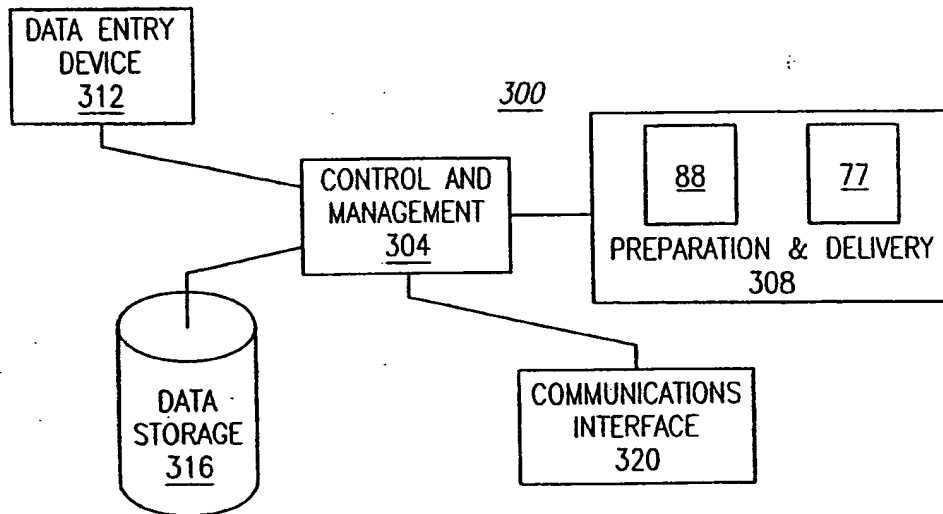 DATA ENTRY
DEVICE
312
300
CONTROL AND
MANAGEMENT
304
88
77
PREPARATION & DELIVERY
308
DATA
STORAGE
316
COMMUNICATIONS
INTERFACE
320